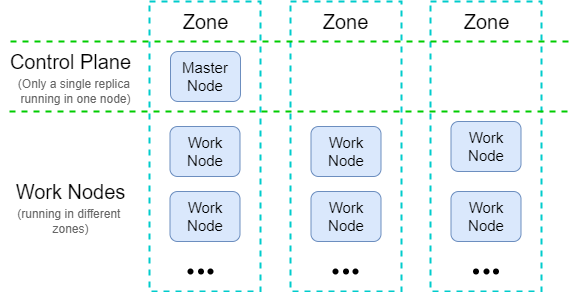 Zone Zone Zone
Control Plane
(Only a single replica
running in one node)
Master
Node
Work Nodes
(running in different
zones)
Work
Node
Work
Node
Work
Node
Work
Node
Work
Node
Work
Node
••• ••• •••